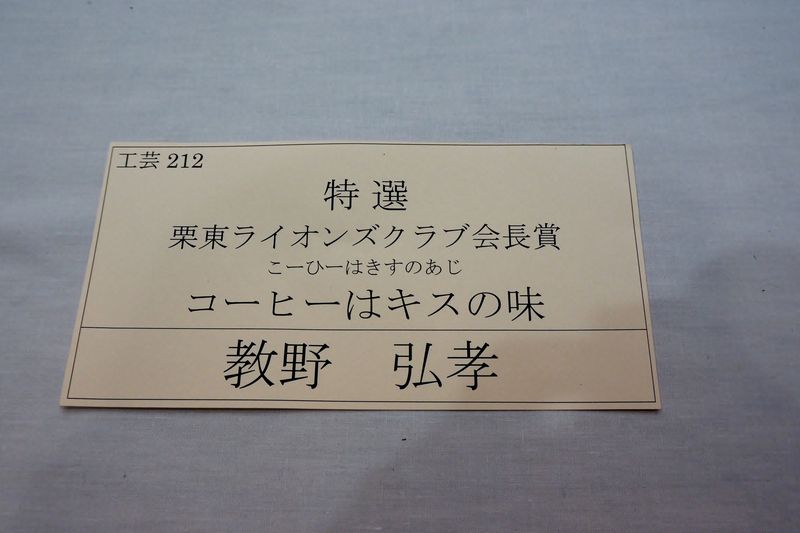 工芸 212
特選
栗東ライオンズクラブ会長賞
こーひーはきすのあじ
コーヒーはキスの味
教野 弘孝